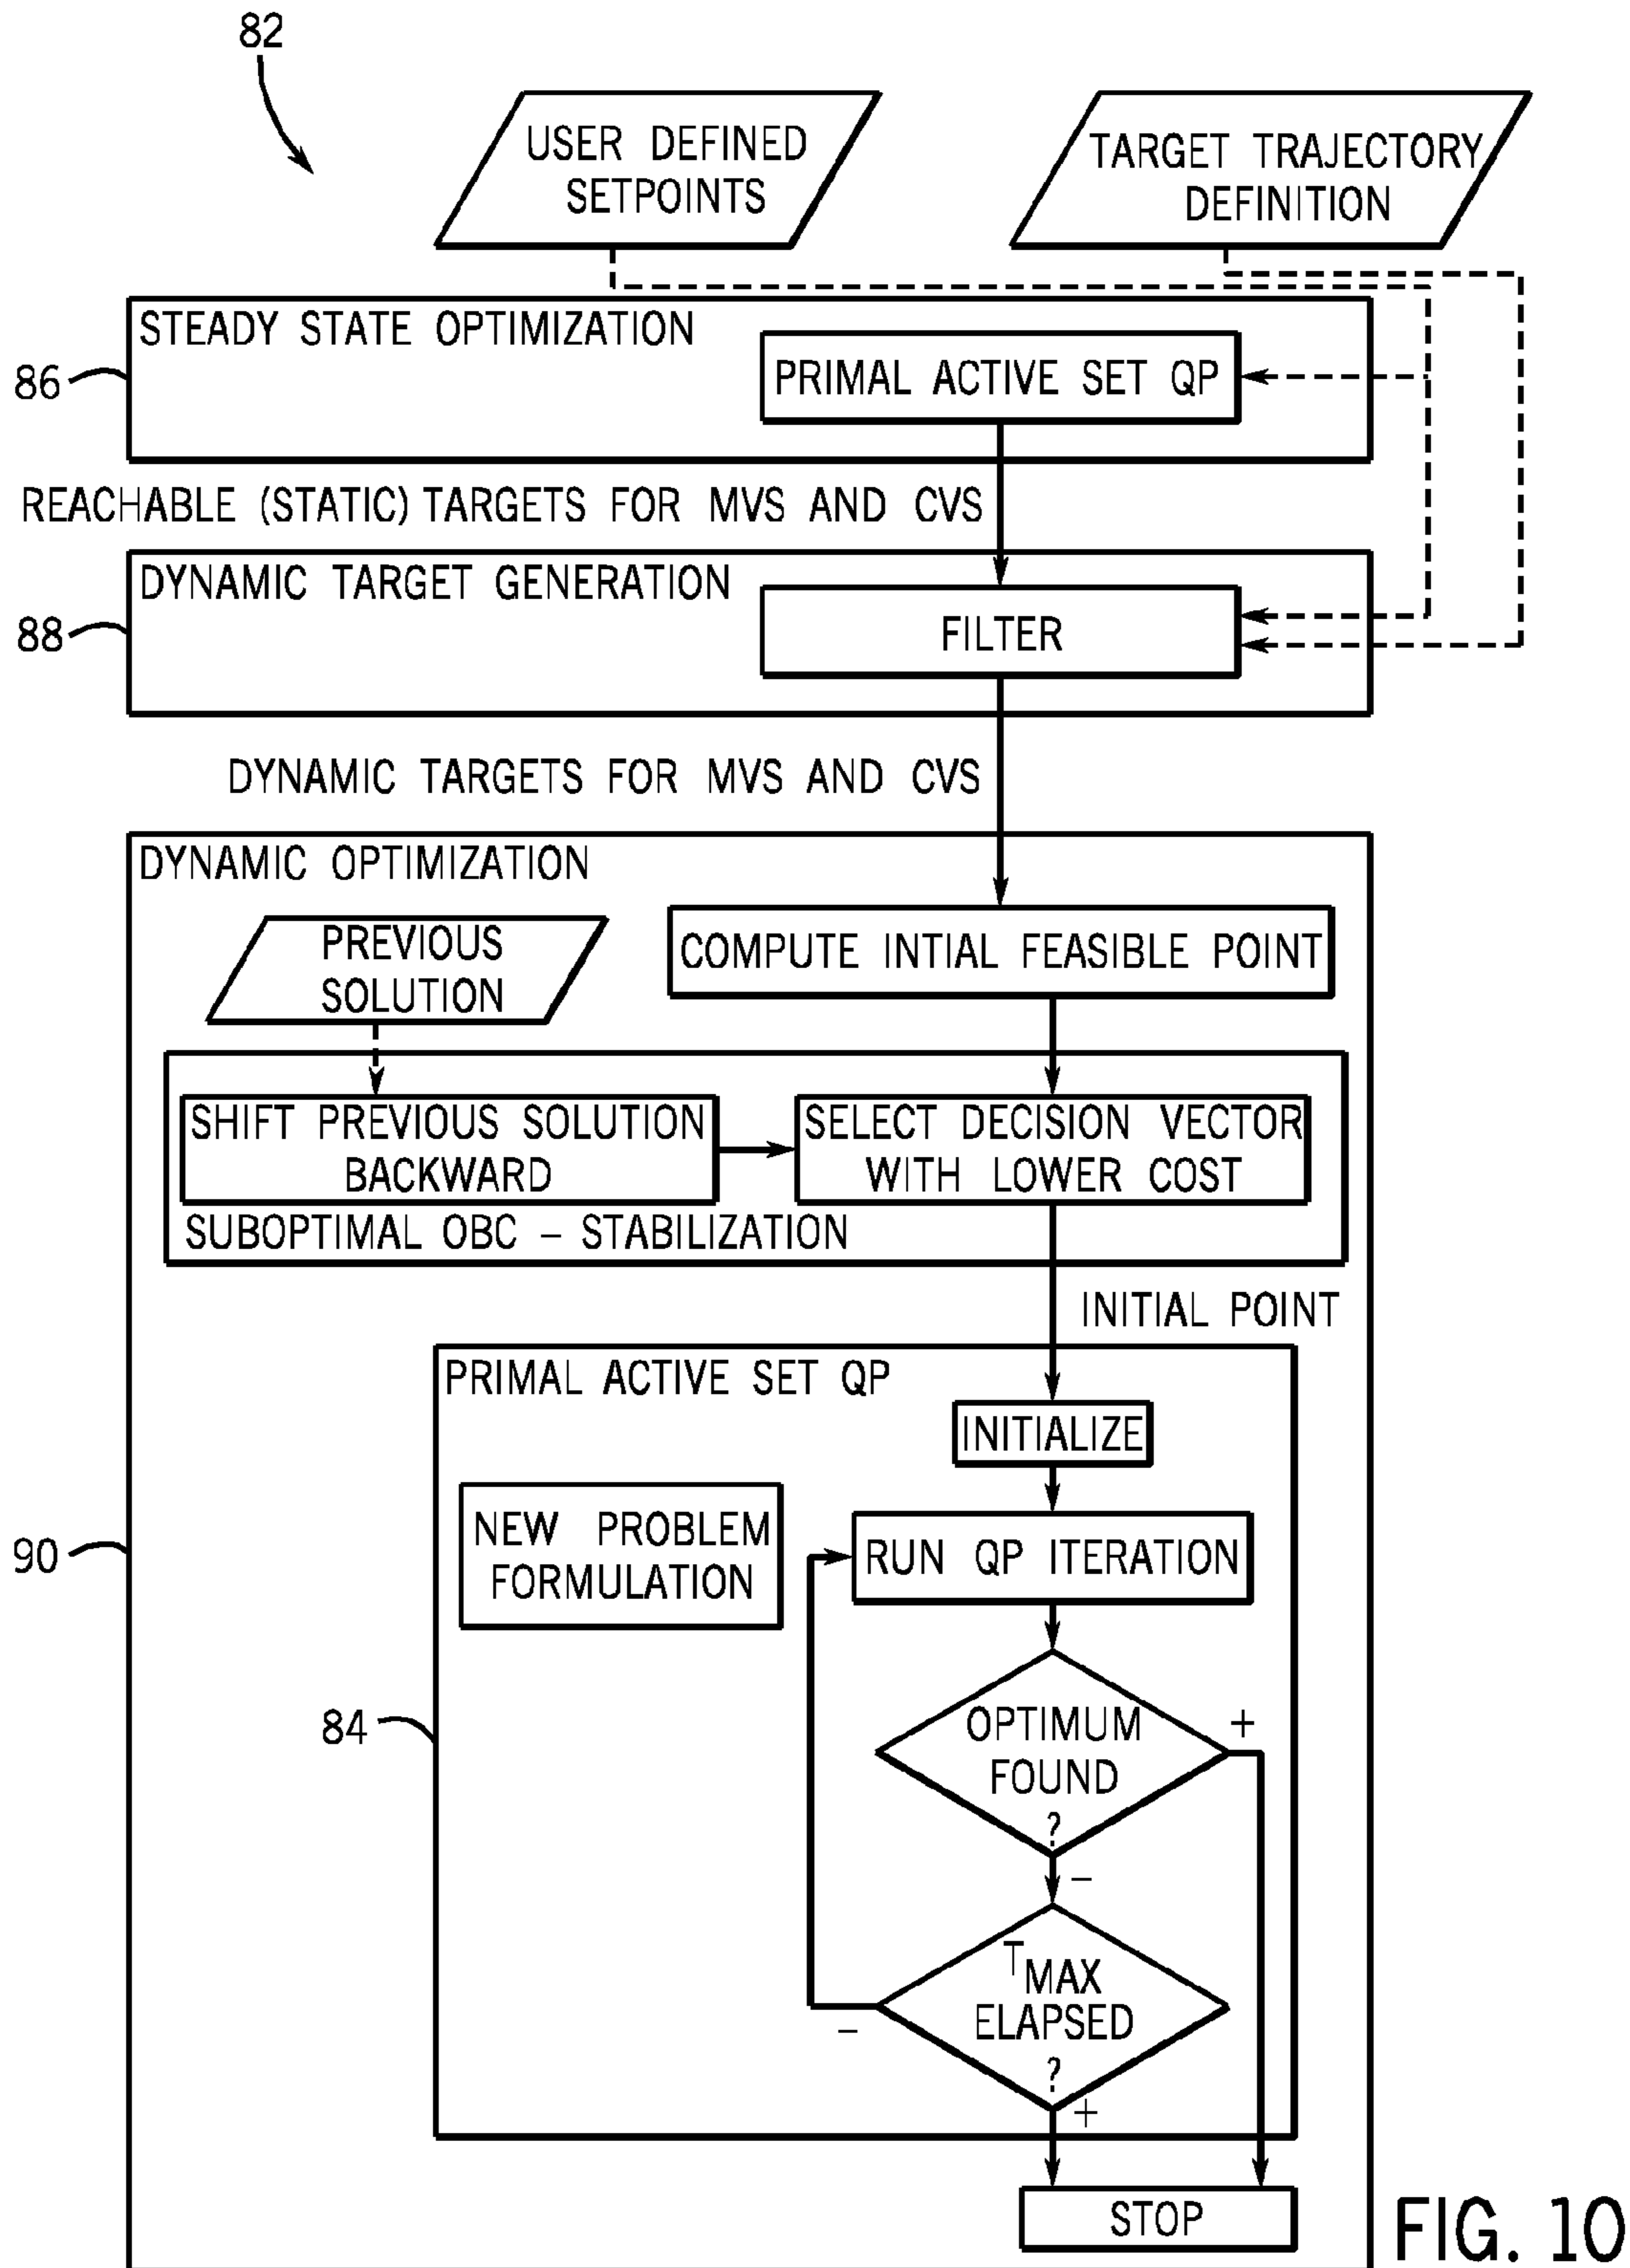 82
USER DEFINED
SETPOINTS
TARGET TRAJECTORY
DEFINITION
STEADY STATE OPTIMIZATION
PRIMAL ACTIVE SET QP
86
REACHABLE (STATIC) TARGETS FOR MVS AND CVS
DYNAMIC TARGET GENERATION
FILTER
88
DYNAMIC TARGETS FOR MVS AND CVS
DYNAMIC OPTIMIZATION
PREVIOUS
SOLUTION
COMPUTE INTIAL FEASIBLE POINT
SHIFT PREVIOUS SOLUTION
BACKWARD
SELECT DECISION VECTOR
WITH LOWER COST
SUBOPTIMAL OBC – STABILIZATION
INITIAL POINT
PRIMAL ACTIVE SET QP
INITIALIZE
NEW PROBLEM
FORMULATION
RUN QP ITERATION
90
84
OPTIMUM
FOUND
?
+
–
TMAX
ELAPSED
?
–
+
STOP
FIG. 10